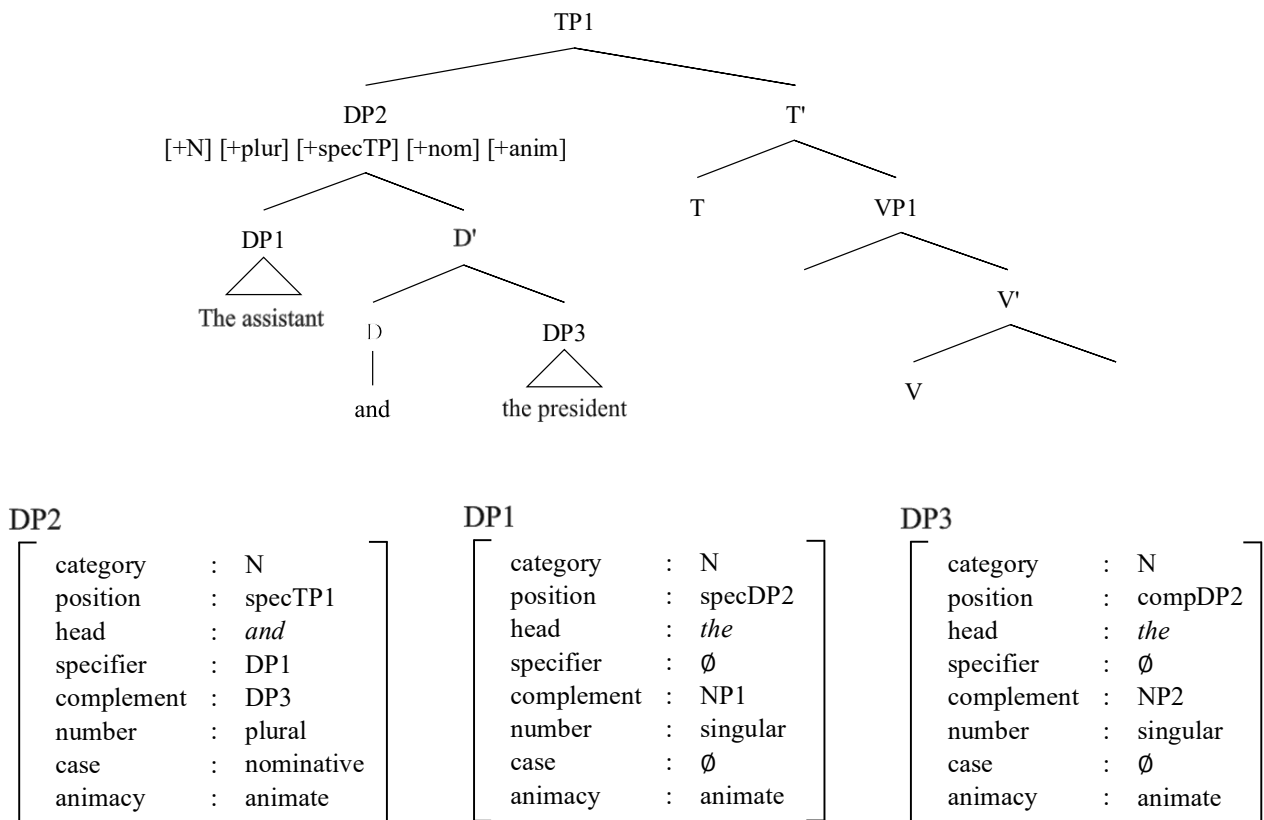 TP1
DP2 T'
[+N] [+plur] [+specTP] [+nom] [+anim]
T VP1
DP1 D'
V'
The assistant D DP3
V
and the president
DP2
category : N
position : specTP1
head : and
specifier : DP1
complement : DP3
number : plural
case : nominative
animacy : animate
DP1
category : N
position : specDP2
head : the
specifier : ∅
complement : NP1
number : singular
case : ∅
animacy : animate
DP3
category : N
position : compDP2
head : the
specifier : ∅
complement : NP2
number : singular
case : ∅
animacy : animate